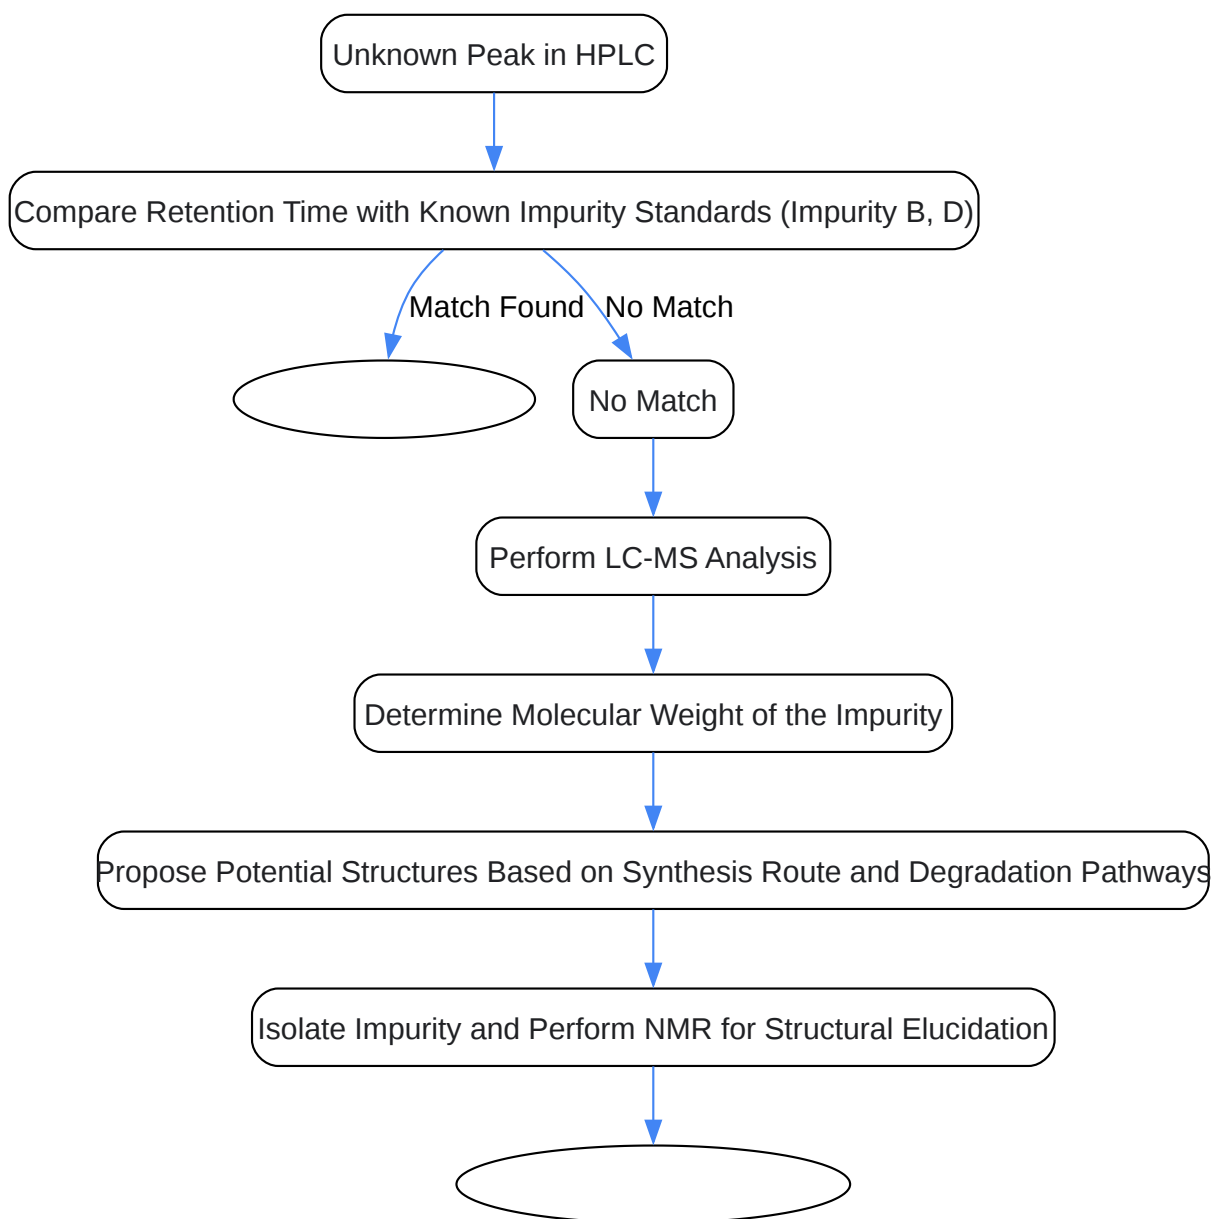 Unknown Peak in HPLC
Compare Retention Time with Known Impurity Standards (Impurity B, D)
Match Found
No Match
No Match
Perform LC-MS Analysis
Determine Molecular Weight of the Impurity
Propose Potential Structures Based on Synthesis Route and Degradation Pathways
Isolate Impurity and Perform NMR for Structural Elucidation